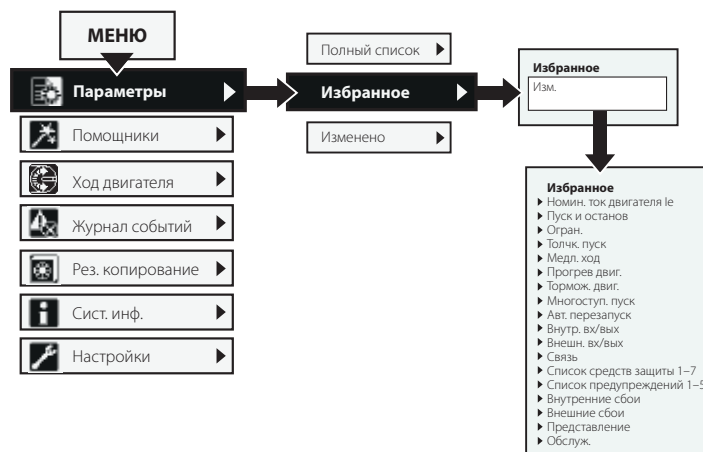 МЕНЮ
Параметры
Помощники
Ход двигателя
Журнал событий
Рез. копирование
Сист. инф.
Настройки
Полный список
Избранное
Изменено
Избранное
Изм.
Избранное
Номин. ток двигателя Ie
Пуск и останов
Огран.
Толчк. пуск
Медл. ход
Прогрев двиг.
Тормож. двиг.
Многоступ. пуск
Авт. перезапуск
Внутр. вх/вых
Внешн. вх/вых
Связь
Список средств защиты 1–7
Список предупреждений 1–5
Внутренние сбои
Внешние сбои
Представление
Обслуж.